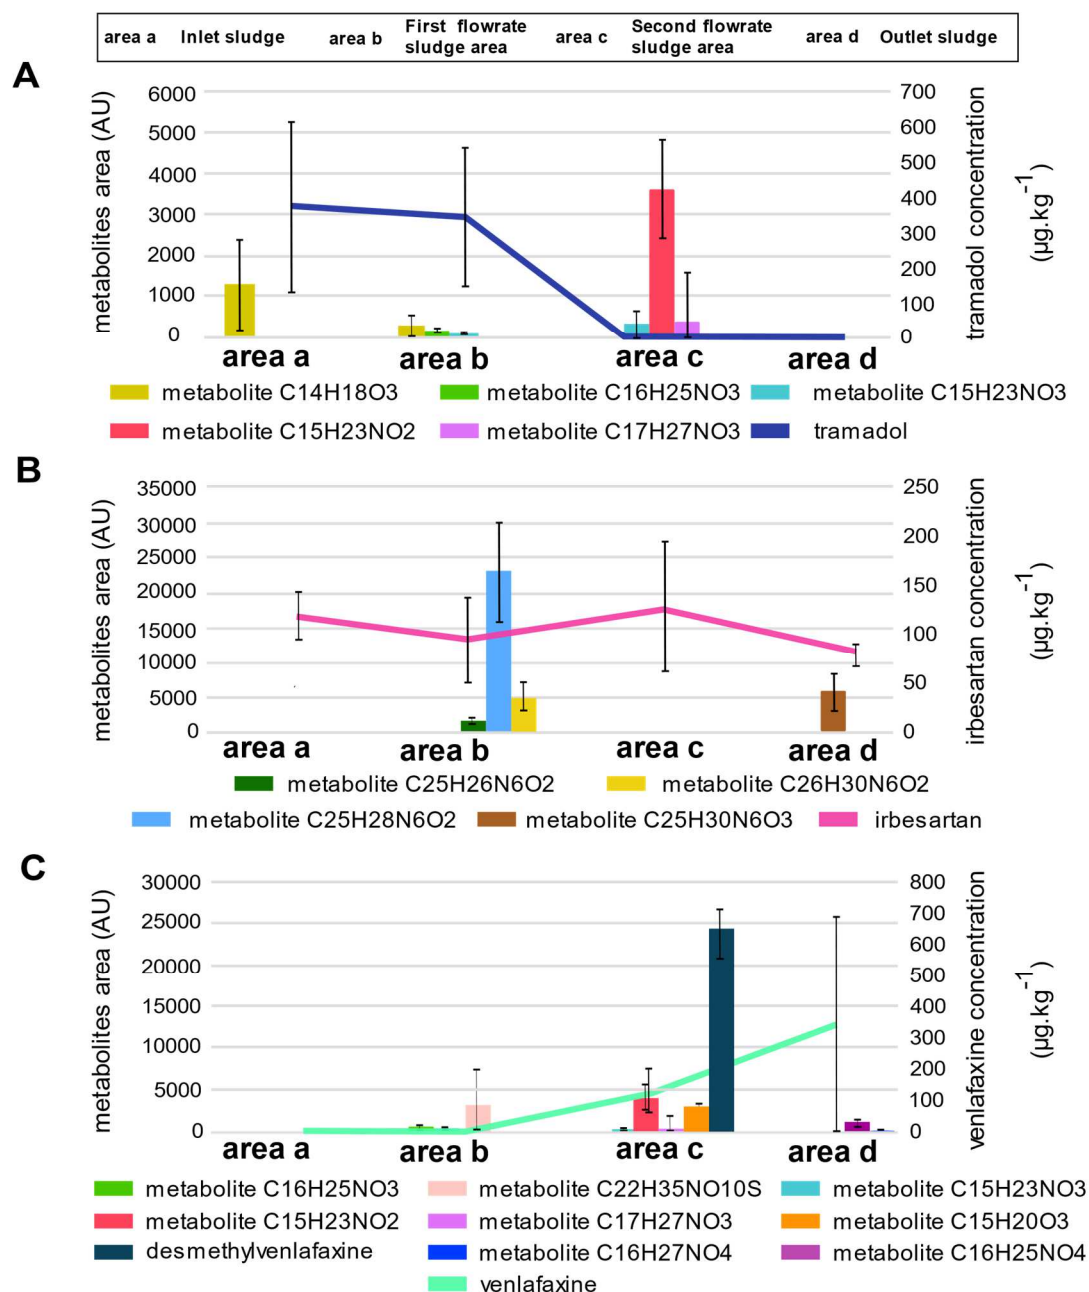 area a Inlet sludge area b First flowrate sludge area area c Second flowrate sludge area area d Outlet sludge
A
metabolites area (AU)
6000
5000
4000
3000
2000
1000
0
700
600
500
400
300
200
100
0
tramadol concentration
(µg.kg⁻¹)
area a area b area c area d
metabolite C14H18O3 metabolite C16H25NO3 metabolite C15H23NO3
metabolite C15H23NO2 metabolite C17H27NO3 tramadol
B
metabolites area (AU)
35000
30000
25000
20000
15000
10000
5000
0
250
200
150
100
50
0
irbesartan concentration
(µg.kg⁻¹)
area a area b area c area d
metabolite C25H26N6O2 metabolite C26H30N6O2
metabolite C25H28N6O2 metabolite C25H30N6O3 irbesartan
C
metabolites area (AU)
30000
25000
20000
15000
10000
5000
0
800
700
600
500
400
300
200
100
0
venlafaxine concentration
(µg.kg⁻¹)
area a area b area c area d
metabolite C16H25NO3 metabolite C22H35NO10S metabolite C15H23NO3
metabolite C15H23NO2 metabolite C17H27NO3 metabolite C15H20O3
desmethylvenlafaxine metabolite C16H27NO4 metabolite C16H25NO4
venlafaxine